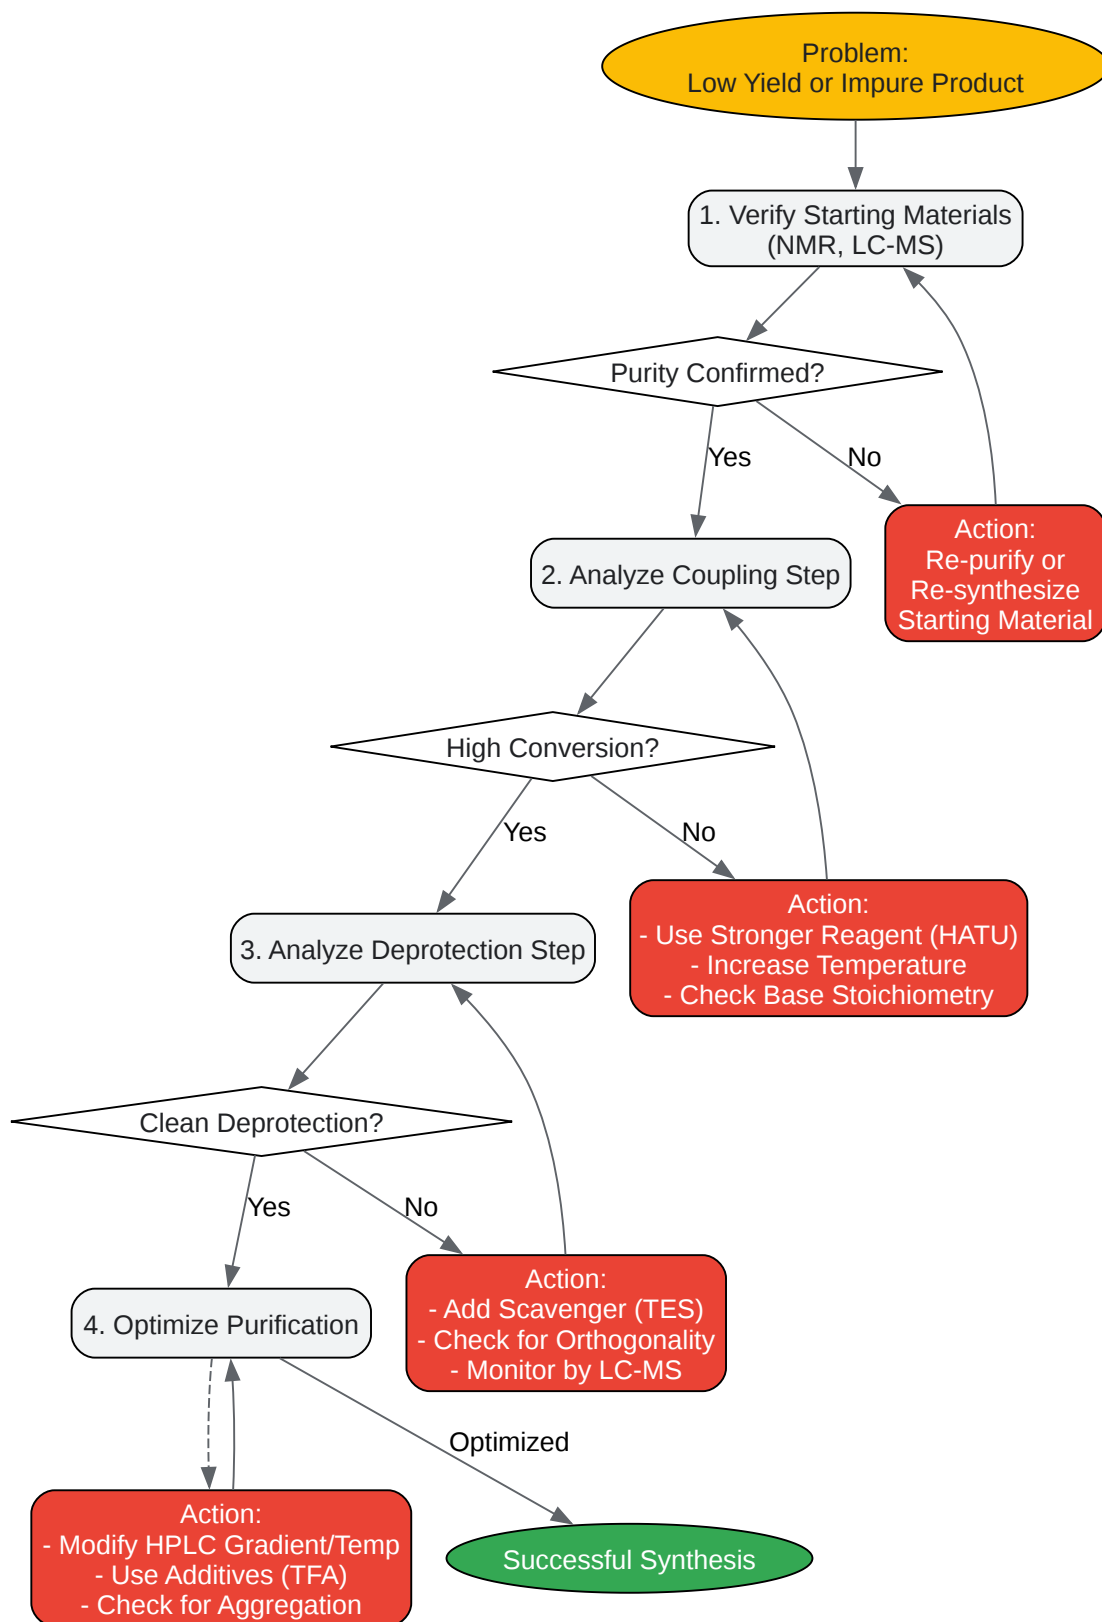 Problem:
Low Yield or Impure Product
1. Verify Starting Materials
(NMR, LC-MS)
Purity Confirmed?
Yes
No
Action:
Re-purify or
Re-synthesize
Starting Material
2. Analyze Coupling Step
High Conversion?
Yes
No
Action:
- Use Stronger Reagent (HATU)
- Increase Temperature
- Check Base Stoichiometry
3. Analyze Deprotection Step
Clean Deprotection?
Yes
No
Action:
- Add Scavenger (TES)
- Check for Orthogonality
- Monitor by LC-MS
4. Optimize Purification
Optimized
Action:
- Modify HPLC Gradient/Temp
- Use Additives (TFA)
- Check for Aggregation
Successful Synthesis